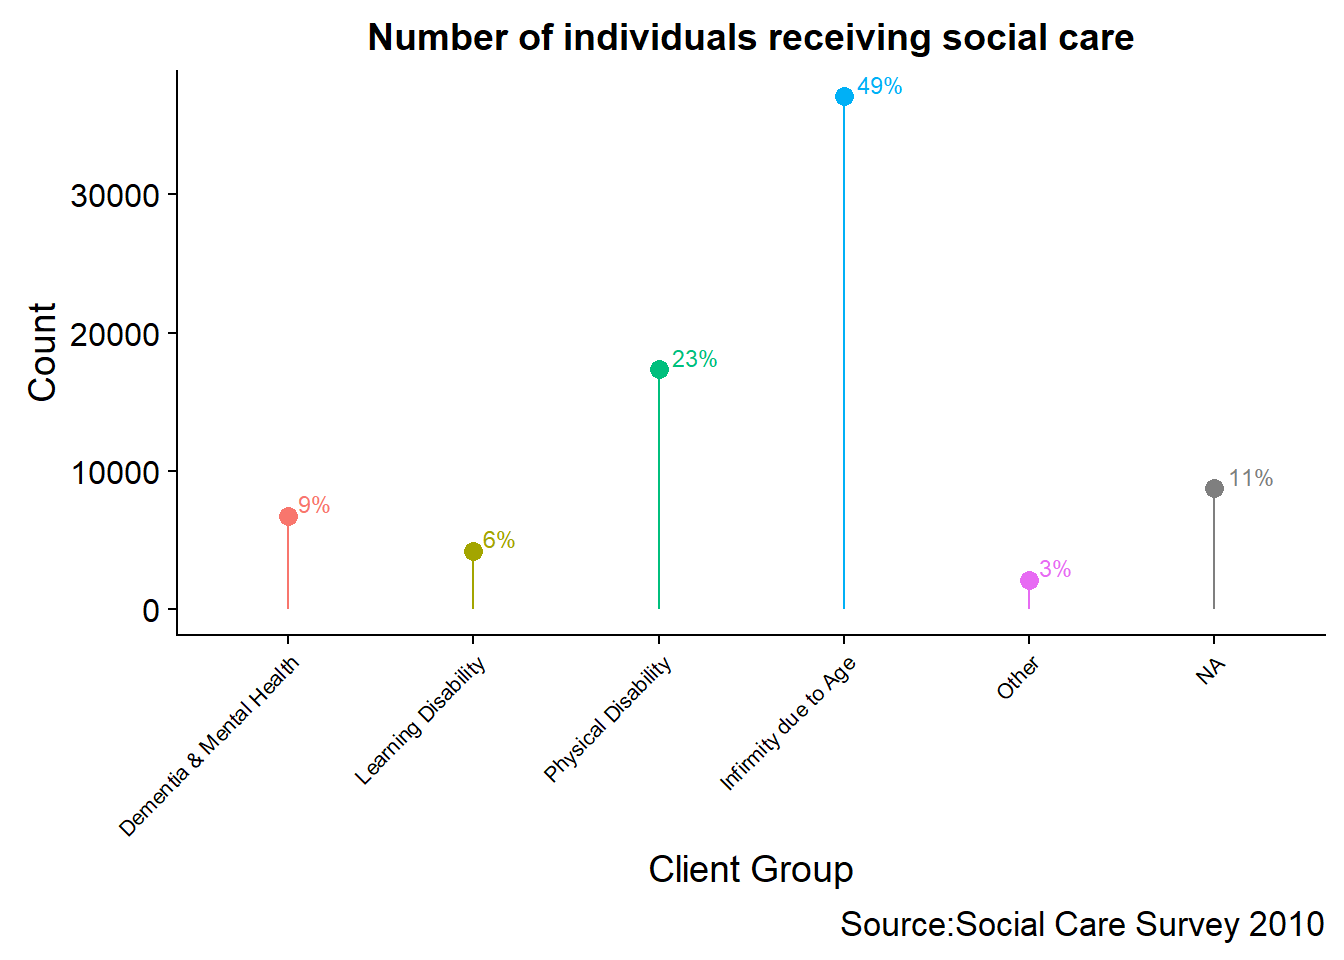 Number of individuals receiving social care
49%
30000
Count
20000
23%
10000
11%
9%
6%
3%
0
Dementia & Mental Health
Learning Disability
Physical Disability
Infirmity due to Age
Other
NA
Client Group
Source:Social Care Survey 2010